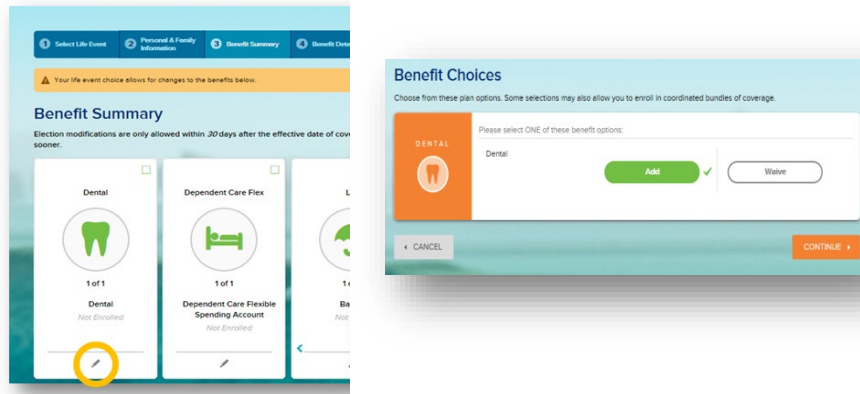 1 Select Life Event
2 Personal & Family
Information
3 Benefit Summary
4 Benefit Deta
Your life event choice allows for changes to the benefits below.
Benefit Summary
Election modifications are only allowed within 30 days after the effective date of cov
sooner.
Dental
1 of 1
Dental
Not Enrolled
Dependent Care Flex
1 of 1
Dependent Care Flexible
Spending Account
Not Enrolled
L
1 
Ba
Not
Benefit Choices
Choose from these plan options. Some selections may also allow you to enroll in coordinated bundles of coverage.
DENTAL
Please select ONE of these benefit options:
Dental
Add
Waive
CANCEL
CONTINUE